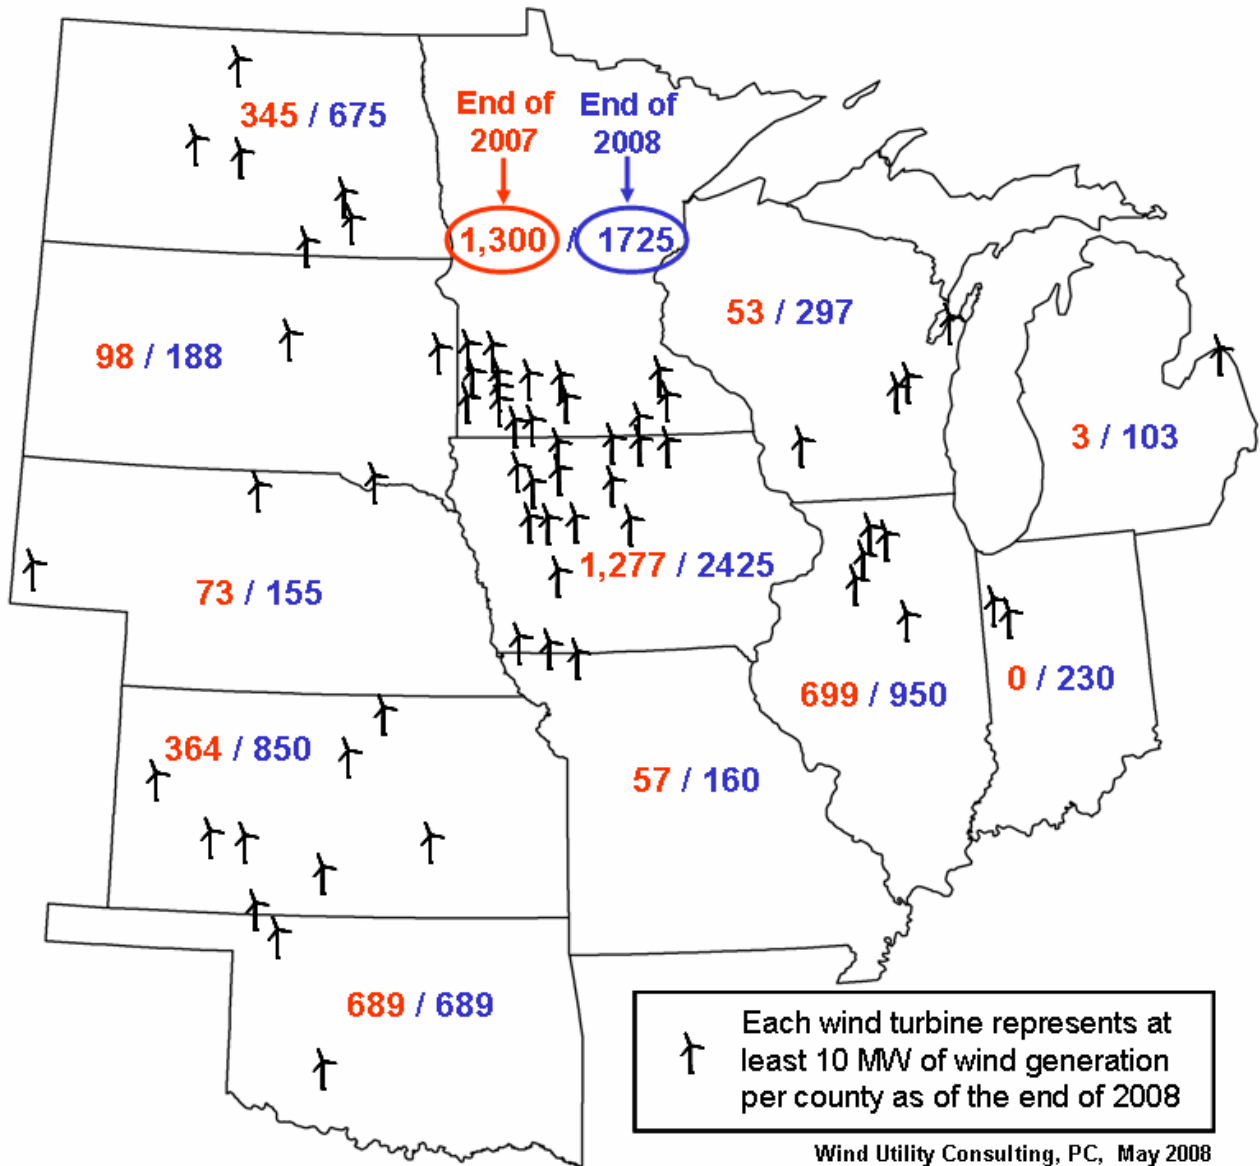 345 / 675
End of
2007
End of
2008
1,300 / 1725
53 / 297
98 / 188
3 / 103
1,277 / 2425
73 / 155
699 / 950
0 / 230
364 / 850
57 / 160
689 / 689
Each wind turbine represents at
least 10 MW of wind generation
per county as of the end of 2008
Wind Utility Consulting, PC, May 2008